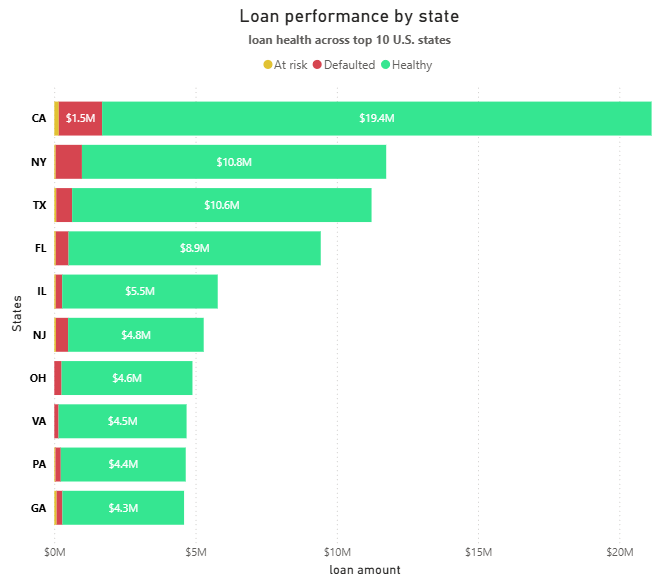 Loan performance by state
loan health across top 10 U.S. states
At risk Defaulted Healthy
CA $1.5M $19.4M
NY $10.8M
TX $10.6M
FL $8.9M
IL $5.5M
NJ $4.8M
OH $4.6M
VA $4.5M
PA $4.4M
GA $4.3M
States
$0M $5M $10M $15M $20M
loan amount